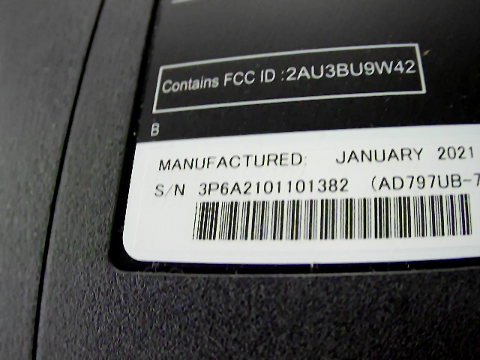 Contains FCC ID : 2AU3BU9W42
B
MANUFACTURED: JANUARY 2021
S/N 3P6A2101101382 (AD797UB-7